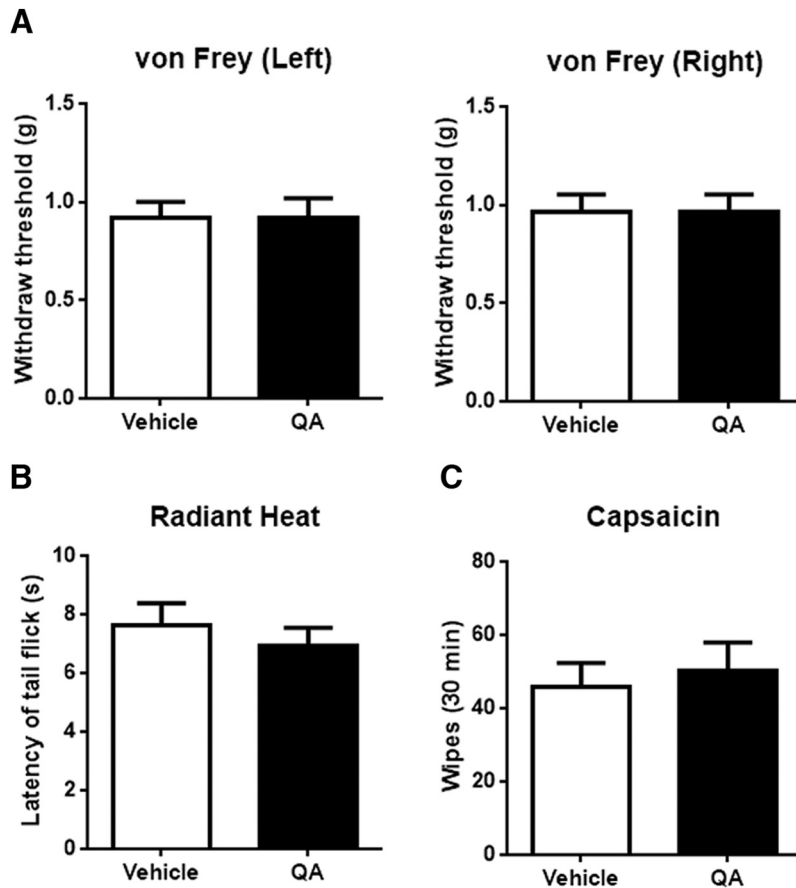 A
von Frey (Left)
Withdraw threshold (g)
1.5
1.0
0.5
0.0
Vehicle
QA
von Frey (Right)
Withdraw threshold (g)
1.5
1.0
0.5
0.0
Vehicle
QA
B
Radiant Heat
Latency of tail flick (s)
10
8
6
4
2
0
Vehicle
QA
C
Capsaicin
Wipes (30 min)
80
60
40
20
0
Vehicle
QA